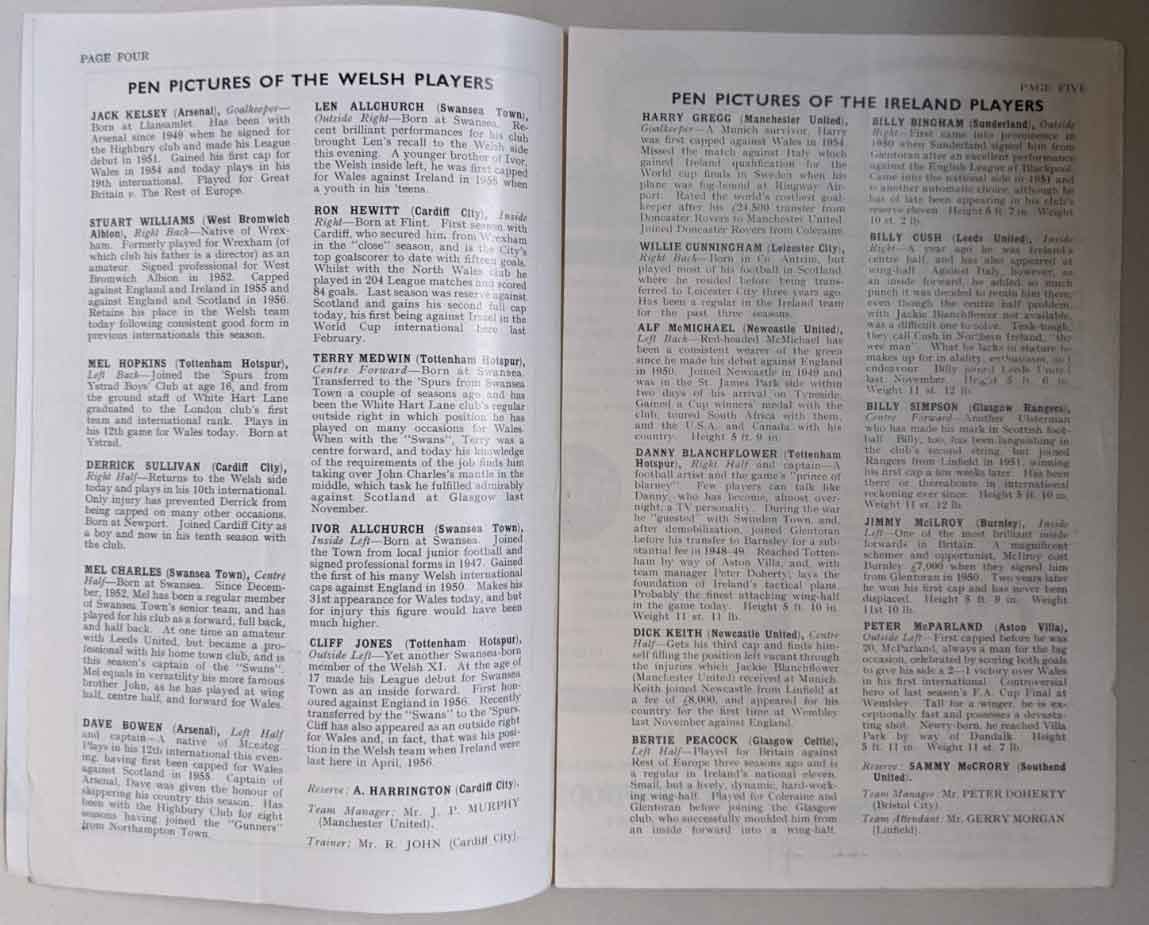 PAGE FOUR
PEN PICTURES OF THE WELSH PLAYERS
JACK KELSEY (Arsenal), Goalkeeper—
Born at Llansamlet. Has been with
Arsenal since 1949 when he signed for
the Highbury club and made his League
debut in 1951. Gained his first cap for
Wales in 1954 and today plays in his
19th international. Played for Great
Britain v. The Rest of Europe.
STUART WILLIAMS (West Bromwich
Albion), Right Back—Native of Wrex-
ham. Formerly played for Wrexham (of
which club his father is a director) as an
amateur. Signed professional for West
Bromwich Albion in 1952. Capped
against England and Ireland in 1955 and
against England and Scotland in 1956.
Retains his place in the Welsh team
today following consistent good form in
previous internationals this season.
MEL HOPKINS (Tottenham Hotspur),
Left Back—Joined the 'Spurs from
Ystrad Boys' Club at age 16, and from
the ground staff of White Hart Lane
graduated to the London club's first
team and international rank. Plays in
his 12th game for Wales today. Born at
Ystrad.
DERRICK SULLIVAN (Cardiff City),
Right Half—Returns to the Welsh side
today and plays in his 10th international.
Only injury has prevented Derrick from
being capped on many other occasions.
Born at Newport. Joined Cardiff City as
a boy and now in his tenth season with
the club.
MEL CHARLES (Swansea Town), Centre
Half—Born at Swansea. Since Decem-
ber, 1952, Mel has been a regular member
of Swansea Town's senior team, and has
played for his club as a forward, full back,
and half back. At one time an amateur
with Leeds United, but became a pro-
fessional with his home town club, and is
this season's captain of the "Swans".
Mel equals in versatility his more famous
brother John, as he has played at wing
half, centre half, and forward for Wales.
DAVE BOWEN (Arsenal), Left Half
and captain—A native of Mæsteg.
Plays in his 12th international this even-
ing, having first been capped for Wales
against Scotland in 1955. Captain of
Arsenal, Dave was given the honour of
skippering his country this season. Has
been with the Highbury Club for eight
seasons having joined the "Gunners"
from Northampton Town.
LEN ALLCHURCH (Swansea Town),
Outside Right—Born at Swansea. Re-
cent brilliant performances for his club
brought Len's recall to the Welsh side
this evening. A younger brother of Ivor,
the Welsh inside left, he was first capped
for Wales against Ireland in 1955 when
a youth in his 'teens.
RON HEWITT (Cardiff City), Inside
Right—Born at Flint. First season with
Cardiff, who secured him, from Wrexham
in the "close" season, and is the City's
top goalscorer to date with fifteen goals.
Whilst with the North Wales club he
played in 204 League matches and scored
84 goals. Last season was reserve against
Scotland and gains his second full cap
today, his first being against Israel in the
World Cup international here last
February.
TERRY MEDWIN (Tottenham Hotspur),
Centre Forward—Born at Swansea.
Transferred to the 'Spurs from Swansea
Town a couple of seasons ago and has
been the White Hart Lane club's regular
outside right in which position, he has
played on many occasions for Wales.
When with the "Swans", Terry was a
centre forward, and today his knowledge
of the requirements of the job finds him
taking over John Charles's mantle in the
middle, which task he fulfilled admirably
against Scotland at Glasgow last
November.
IVOR ALLCHURCH (Swansea Town),
Inside Left—Born at Swansea. Joined
the Town from local junior football and
signed professional forms in 1947. Gained
the first of his many Welsh international
caps against England in 1950. Makes his
31st appearance for Wales today, and but
for injury this figure would have been
much higher.
CLIFF JONES (Tottenham Hotspur),
Outside Left—Yet another Swansea-born
member of the Welsh XI. At the age of
17 made his League debut for Swansea
Town as an inside forward. First hon-
oured against England in 1956. Recently
transferred by the "Swans" to the 'Spurs.
Cliff has also appeared as an outside right
for Wales and, in fact, that was his posi-
tion in the Welsh team when Ireland were
last here in April, 1956.
Reserve: A. HARRINGTON (Cardiff City).
Team Manager: Mr. J. P. MURPHY
(Manchester United).
Trainer: Mr. R. JOHN (Cardiff City).
PAGE FIVE
PEN PICTURES OF THE IRELAND PLAYERS
HARRY GREGG (Manchester United),
Goalkeeper—A Munich survivor, Harry
was first capped against Wales in 1954.
Missed the match against Italy which
gained Ireland qualification for the
World cup finals in Sweden when his
plane was fog-bound at Ringway Air-
port. Rated the world's costliest goal-
keeper after his £24,500 transfer from
Doncaster Rovers to Manchester United.
Joined Doncaster Rovers from Coleraine.
WILLIE CUNNINGHAM (Leicester City),
Right Back—Born in Co. Antrim, but
played most of his football in Scotland,
where he resided before being trans-
ferred to Leicester City three years ago.
Has been a regular in the Ireland team
for the past three seasons.
ALF McMICHAEL (Newcastle United),
Left Back—Red-headed McMichael has
been a consistent wearer of the green
since he made his debut against England
in 1950. Joined Newcastle in 1949 and
was in the St. James Park side within
two days of his arrival on Tyneside.
Gained a Cup winners' medal with the
club, toured South Africa with them,
and the U.S.A. and Canada with his
country. Height 5 ft. 9 in.
DANNY BLANCHFLOWER (Tottenham
Hotspur), Right Half and captain—A
football artist and the game's "prince of
blarney". Few players can talk like
Danny, who has become, almost over-
night, a TV personality. During the war
he "guested" with Swindon Town, and,
after demobilization, joined Glentoran
before his transfer to Barnsley for a sub-
stantial fee in 1948-49. Reached Totten-
ham by way of Aston Villa, and, with
team manager Peter Doherty, lays the
foundation of Ireland's tactical plans.
Probably the finest attacking wing-half
in the game today. Height 5 ft. 10 in.
Weight 11 st. 11 lb.
DICK KEITH (Newcastle United), Centre
Half—Gets his third cap and finds him-
self filling the position left vacant through
the injuries which Jackie Blanchflower
(Manchester United) received at Munich.
Keith joined Newcastle from Linfield at
a fee of £8,000, and appeared for his
country for the first time at Wembley
last November against England.
BERTIE PEACOCK (Glasgow Celtic),
Left Half—Played for Britain against
Rest of Europe three seasons ago and is
a regular in Ireland's national eleven.
Small, but a lively, dynamic, hard-work-
ing wing-half. Played for Coleraine and
Glentoran before joining the Glasgow
club, who successfully moulded him from
an inside forward into a wing-half.
BILLY BINGHAM (Sunderland), Outside
Right—First came into prominence in
1950 when Sunderland signed him from
Glentoran after an excellent performance
against the English League at Blackpool.
Came into the national side in 1951 and
is another automatic choice, although he
has of late been appearing in his club's
reserve eleven. Height 5 ft. 7 in. Weight
10 st. 2 lb.
BILLY CUSH (Leeds United), Inside
Right—A year ago he was Ireland's
centre half, and has also appeared at
wing-half. Against Italy, however, as
an inside forward, he added so much
punch it was decided to retain him there,
even though the centre half problem,
with Jackie Blanchflower not available,
was a difficult one to solve. Teak-tough,
they call Cush in Northern Ireland, "the
wee man". What he lacks in stature he
makes up for in ability, enthusiasm, and
endeavour. Billy joined Leeds United
last November. Height 5 ft. 6 in.
Weight 11 st. 12 lb.
BILLY SIMPSON (Glasgow Rangers),
Centre Forward—Another Ulsterman
who has made his mark in Scottish foot-
ball. Billy, too, has been languishing in
the club's second string, but joined
Rangers from Linfield in 1951, winning
his first cap a few weeks later. Has been
there or thereabouts in international
reckoning ever since. Height 5 ft. 10 in.
Weight 11 st. 12 lb.
JIMMY McILROY (Burnley), Inside
Left—One of the most brilliant inside
forwards in Britain. A magnificent
schemer and opportunist, McIlroy cost
Burnley £7,000 when they signed him
from Glentoran in 1950. Two years later
he won his first cap and has never been
displaced. Height 5 ft. 9 in. Weight
11st 10 lb.
PETER McPARLAND (Aston Villa),
Outside Left—First capped before he was
20, McParland, always a man for the big
occasion, celebrated by scoring both goals
to give his side a 2—1 victory over Wales
in his first international. Controversial
hero of last season's F.A. Cup Final at
Wembley. Tall for a winger, he is ex-
ceptionally fast and possesses a devasta-
ting shot. Newry-born, he reached Villa
Park by way of Dundalk. Height
5 ft. 11 in. Weight 11 st. 7 lb.
Reserve: SAMMY McCRORY (Southend
United).
Team Manager: Mr. PETER DOHERTY
(Bristol City).
Team Attendant: Mr. GERRY MORGAN
(Linfield).